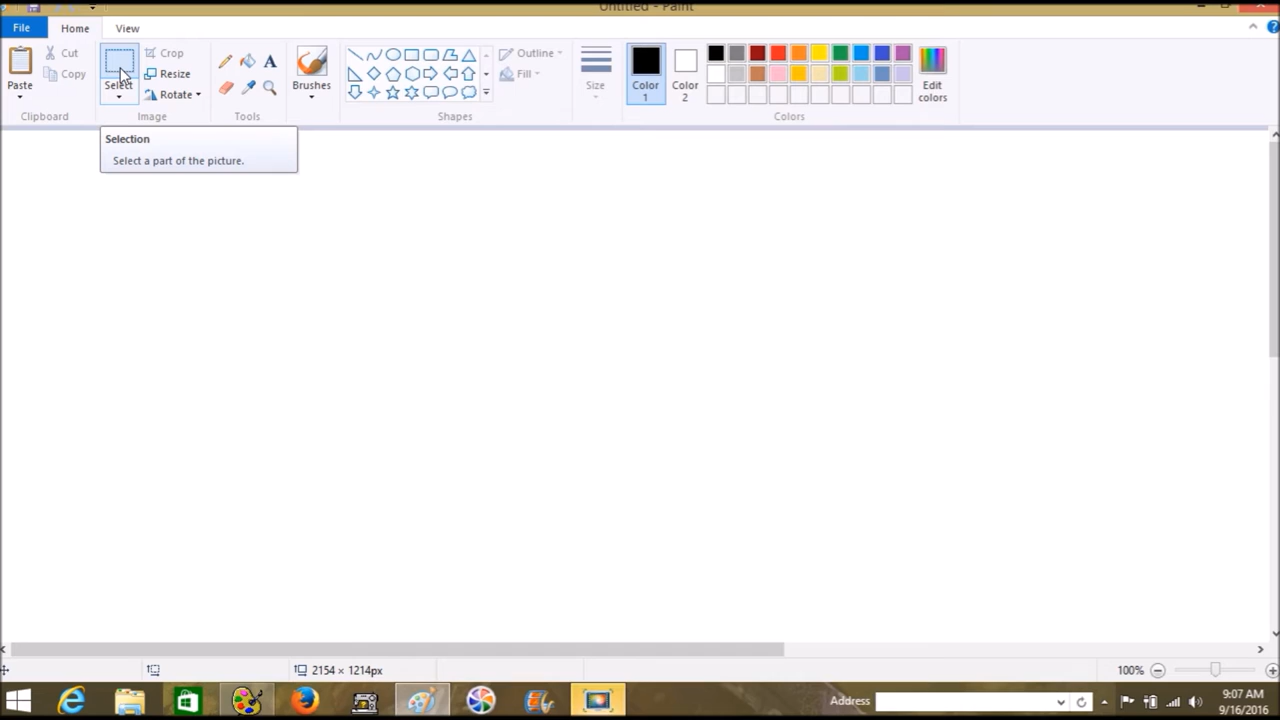 Untitled - Paint
File Home View
Cut Crop Outline
Copy Resize Fill
Paste Select Rotate Brushes Size Color 1 Color 2 Edit colors
Clipboard Image Tools Shapes Colors
Selection
Select a part of the picture.
2154 × 1214px 100%
Address 9:07 AM
9/16/2016